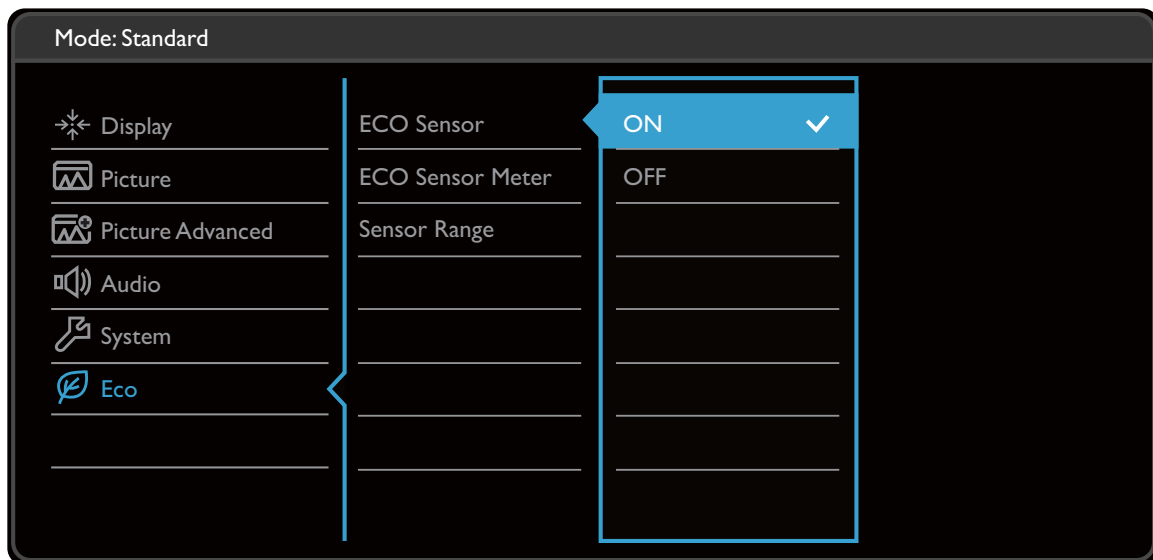 Mode: Standard
Display
Picture
Picture Advanced
Audio
System
Eco
ECO Sensor
ECO Sensor Meter
Sensor Range
ON
OFF